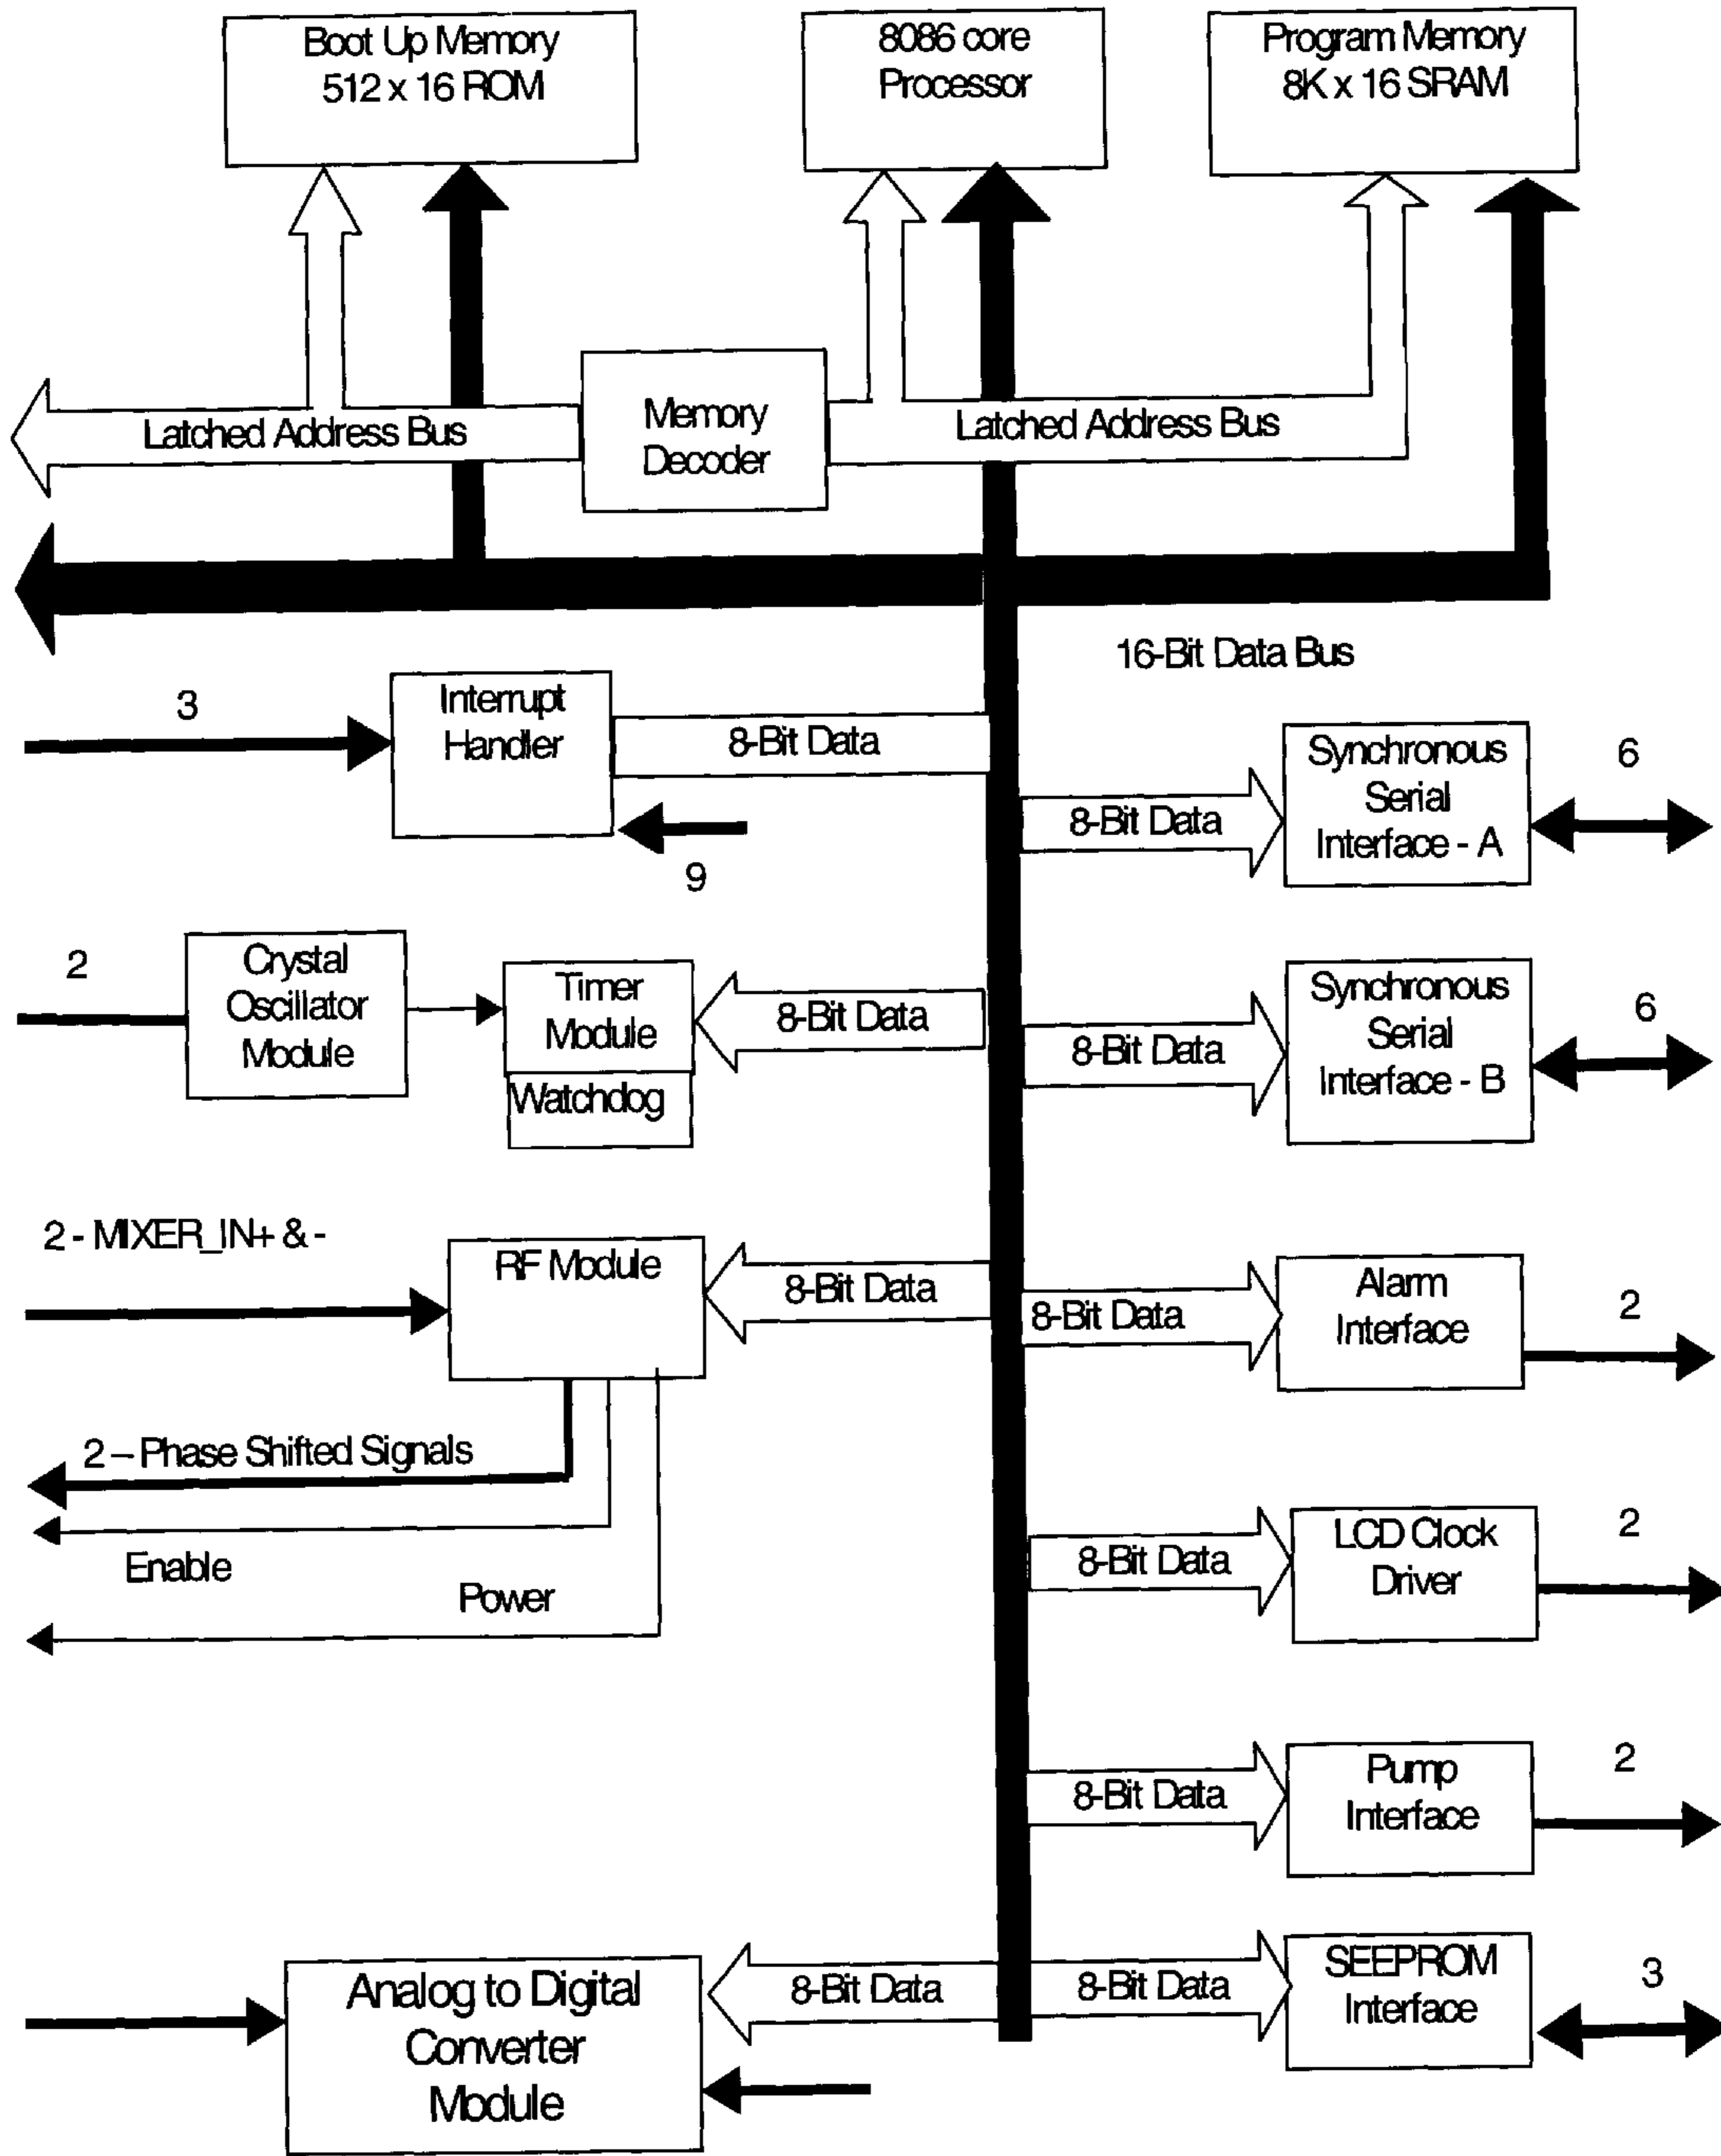 Boot Up Memory
512 x 16 ROM
8086 core
Processor
Program Memory
8K x 16 SRAM
Latched Address Bus
Memory
Decoder
Latched Address Bus
16-Bit Data Bus
3
Interrupt
Handler
8-Bit Data
9
8-Bit Data
Synchronous
Serial
Interface - A
6
2
Crystal
Oscillator
Module
Timer
Module
Watchdog
8-Bit Data
8-Bit Data
Synchronous
Serial
Interface - B
6
2 - MIXER_IN+ & -
RF Module
8-Bit Data
8-Bit Data
Alarm
Interface
2
2 – Phase Shifted Signals
Enable
Power
8-Bit Data
LCD Clock
Driver
2
8-Bit Data
Pump
Interface
2
Analog to Digital
Converter
Module
8-Bit Data
8-Bit Data
SEEPROM
Interface
3